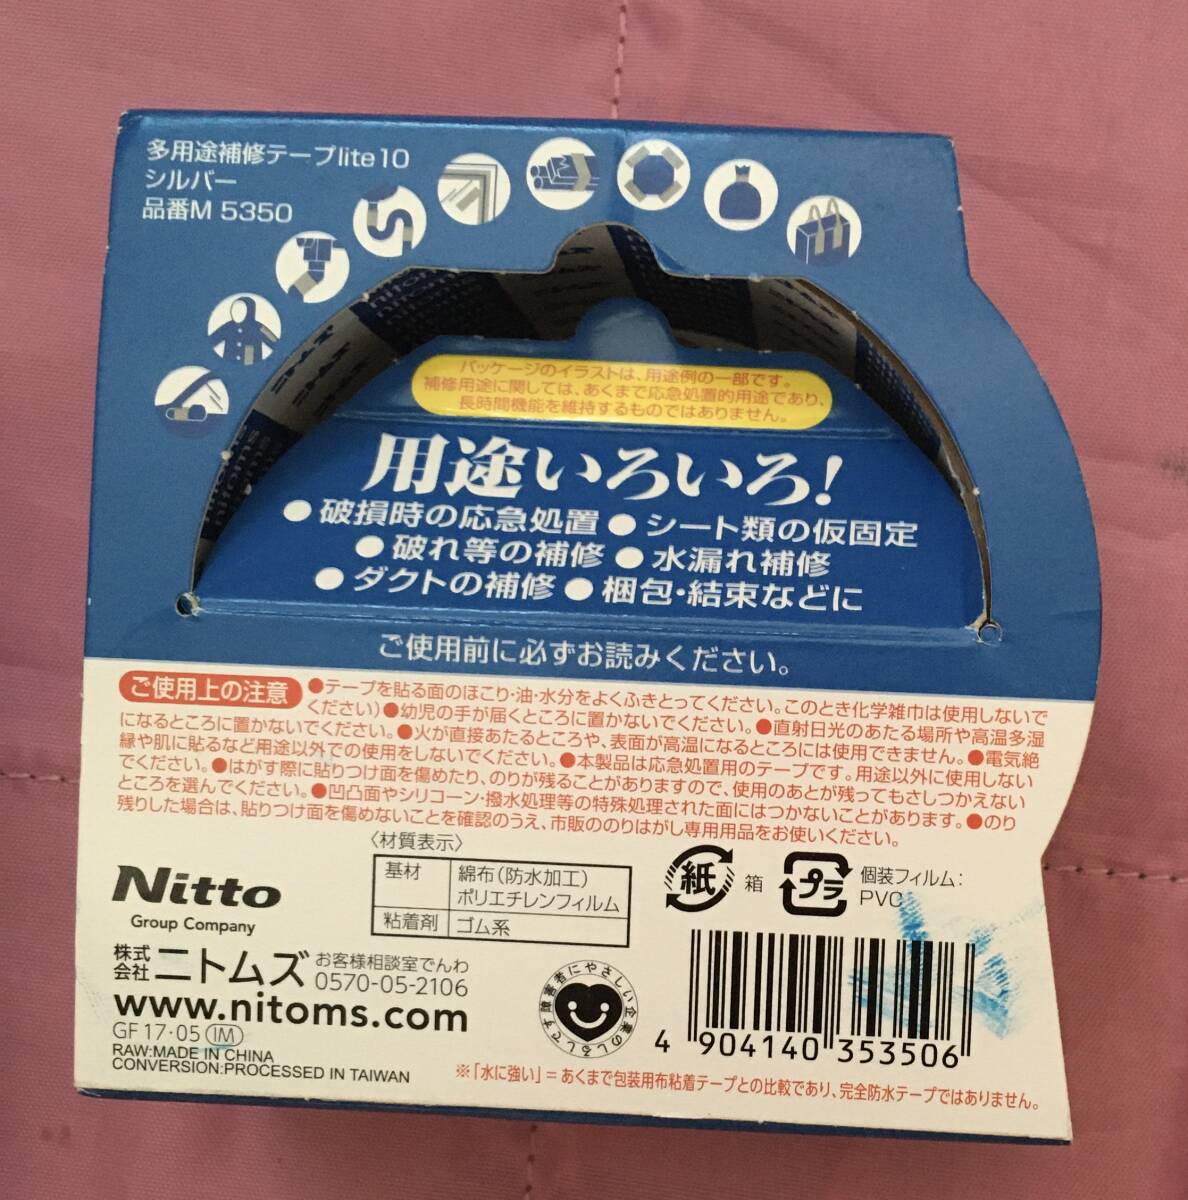 多用途補修テープlite10
シルバー
品番M 5350
パッケージのイラストは、用途例の一部です。
補修用途に関しては、あくまで応急処置的用途であり、
長時間機能を維持するものではありません。
用途いろいろ!
●破損時の応急処置●シート類の仮固定
●破れ等の補修●水漏れ補修
●ダクトの補修●梱包・結束などに
ご使用前に必ずお読みください。
ご使用上の注意
●テープを貼る面のほこり・油・水分をよくふきとってください。このとき化学雑巾は使用しないで
ください)●幼児の手が届くところに置かないでください。●直射日光のあたる場所や高温多湿
になるところに置かないでください。●火が直接あたるところや、表面が高温になるところには使用できません。●電気絶
縁や肌に貼るなど用途以外での使用をしないでください。●本製品は応急処置用のテープです。用途以外に使用しない
でください。●はがす際に貼りつけ面を傷めたり、のりが残ることがありますので、使用のあとが残ってもさしつかえない
ところを選んでください。●凹凸面やシリコーン・撥水処理等の特殊処理された面にはつかないことがあります。●のり
残りした場合は、貼りつけ面を傷めないことを確認のうえ、市販ののりはがし専用用品をお使いください。
〈材質表示〉
基材 綿布(防水加工)
ポリエチレンフィルム
粘着剤 ゴム系
紙 箱
プラ 個装フィルム:
PVC
Nitto
Group Company
株式会社 ニトムズ
お客様相談室でんわ
0570-05-2106
www.nitoms.com
GF 17・05 IM
RAW:MADE IN CHINA
CONVERSION:PROCESSED IN TAIWAN
障害者にやさしい企業のしるしです
4 904140 353506
※「水に強い」=あくまで包装用布粘着テープとの比較であり、完全防水テープではありません。